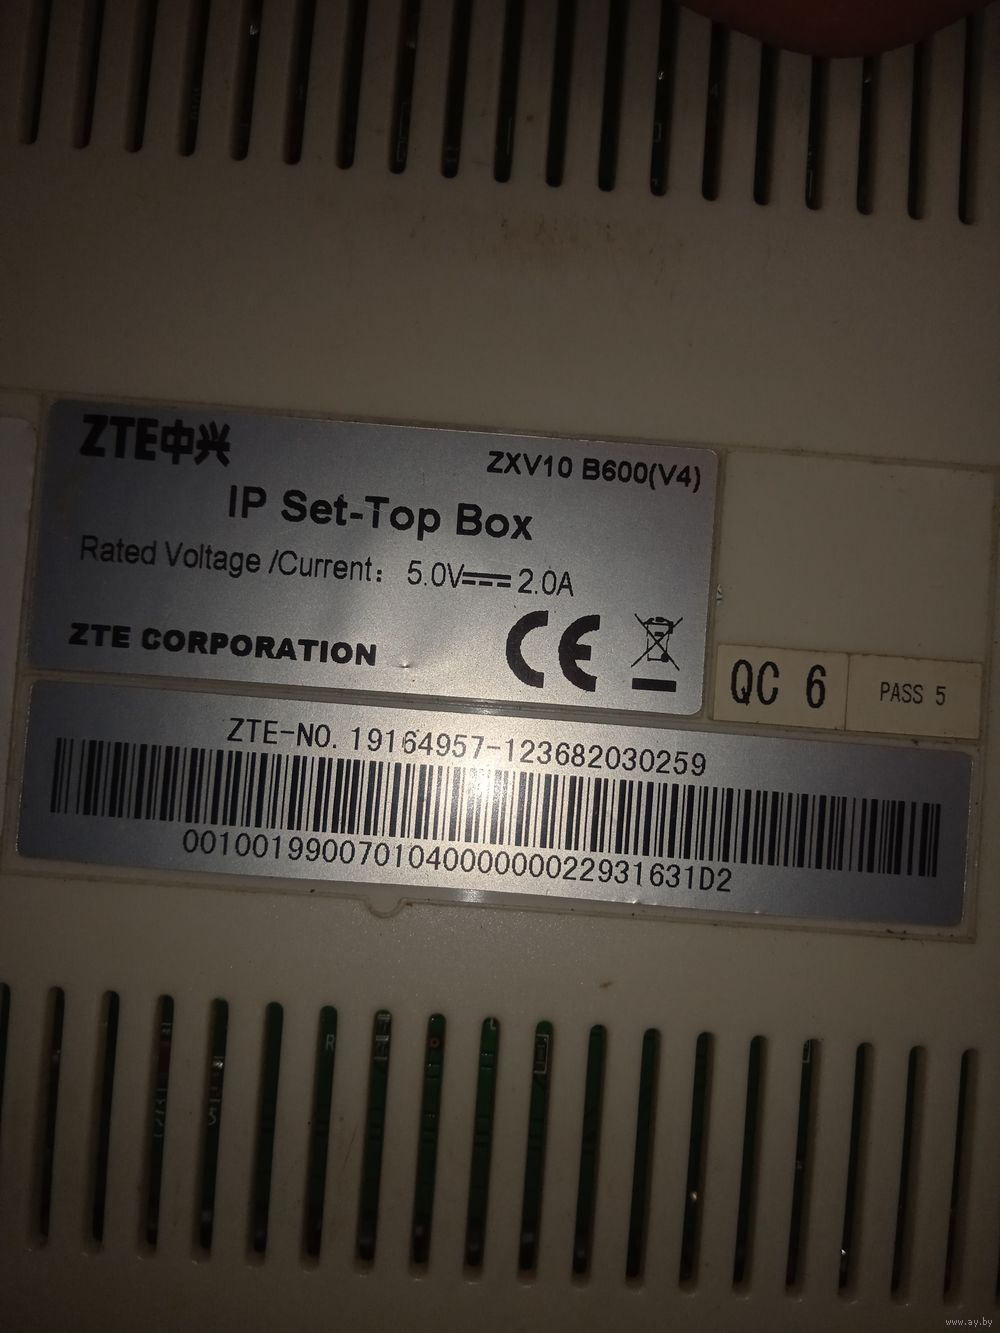 ZTE中兴
ZXV10 B600(V4)
IP Set-Top Box
Rated Voltage /Current: 5.0V 2.0A
ZTE CORPORATION
CE
QC 6
PASS 5
ZTE-NO. 19164957-123682030259
00100199007010400000022931631D2
www.ay.by